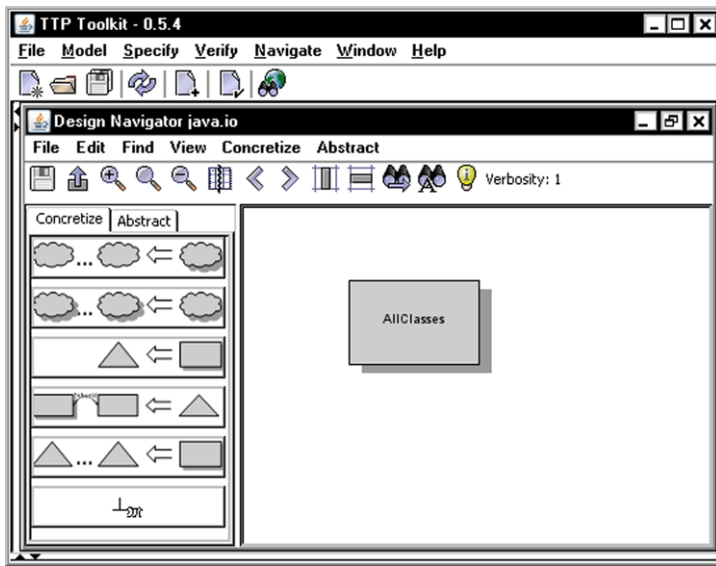 TTP Toolkit - 0.5.4
File Model Specify Verify Navigate Window Help
Design Navigator java.io
File Edit Find View Concretize Abstract
Verbosity: 1
Concretize Abstract
...
AllClasses
...
...
⊥𝔐